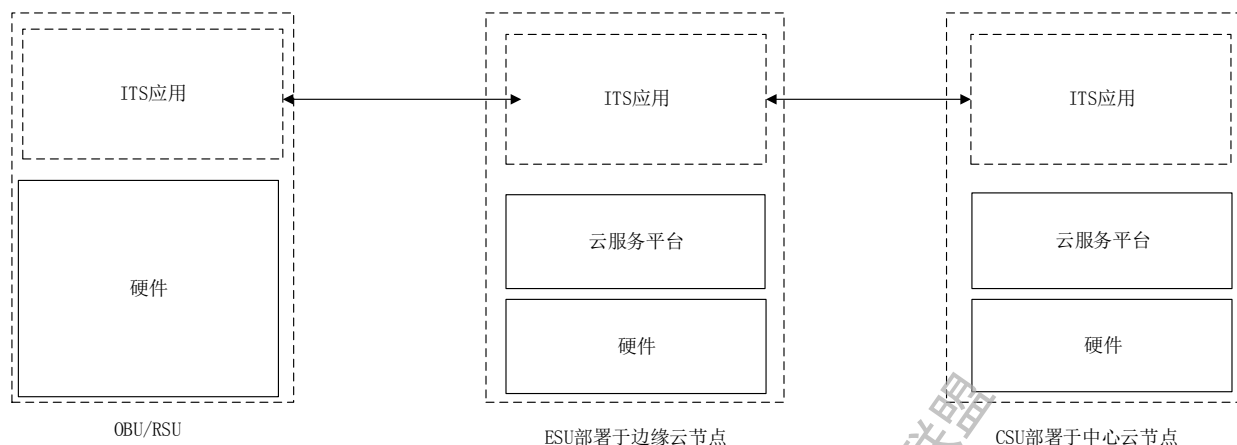 ITS应用
ITS应用
ITS应用
硬件
云服务平台
云服务平台
硬件
硬件
OBU/RSU
ESU部署于边缘云节点
CSU部署于中心云节点
联盟